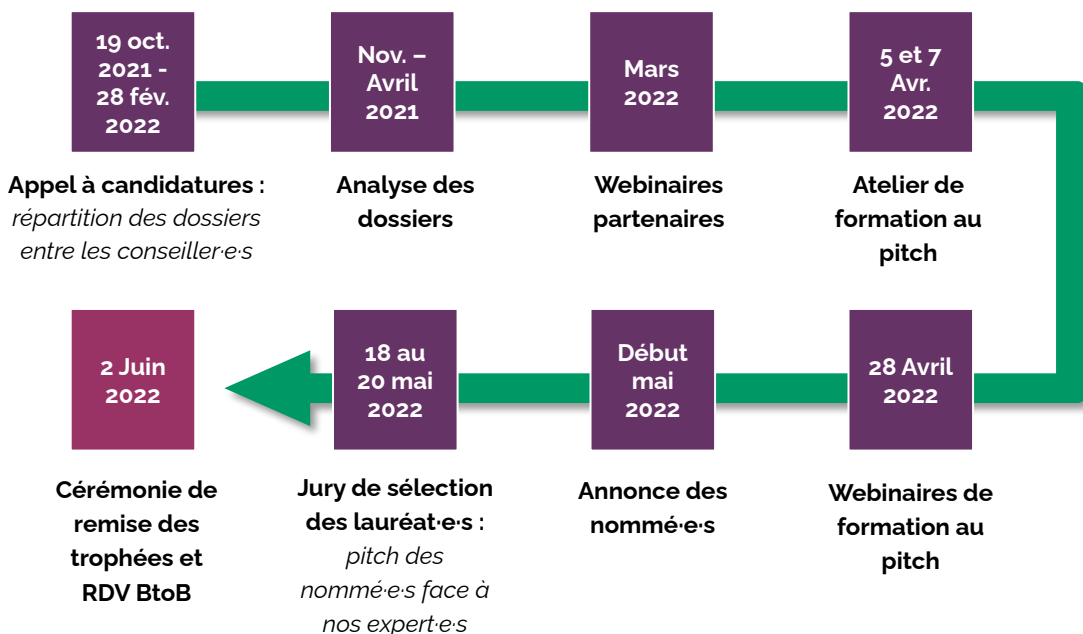 19 oct.
2021 -
28 fév.
2022
Appel à candidatures :
répartition des dossiers
entre les conseiller·e·s
Nov. –
Avril
2021
Analyse des
dossiers
Mars
2022
Webinaires
partenaires
5 et 7
Avr.
2022
Atelier de
formation au
pitch
28 Avril
2022
Webinaires de
formation au
pitch
Début
mai
2022
Annonce des
nommé·e·s
18 au
20 mai
2022
Jury de sélection
des lauréat·e·s :
pitch des
nommé·e·s face à
nos expert·e·s
2 Juin
2022
Cérémonie de
remise des
trophées et
RDV BtoB